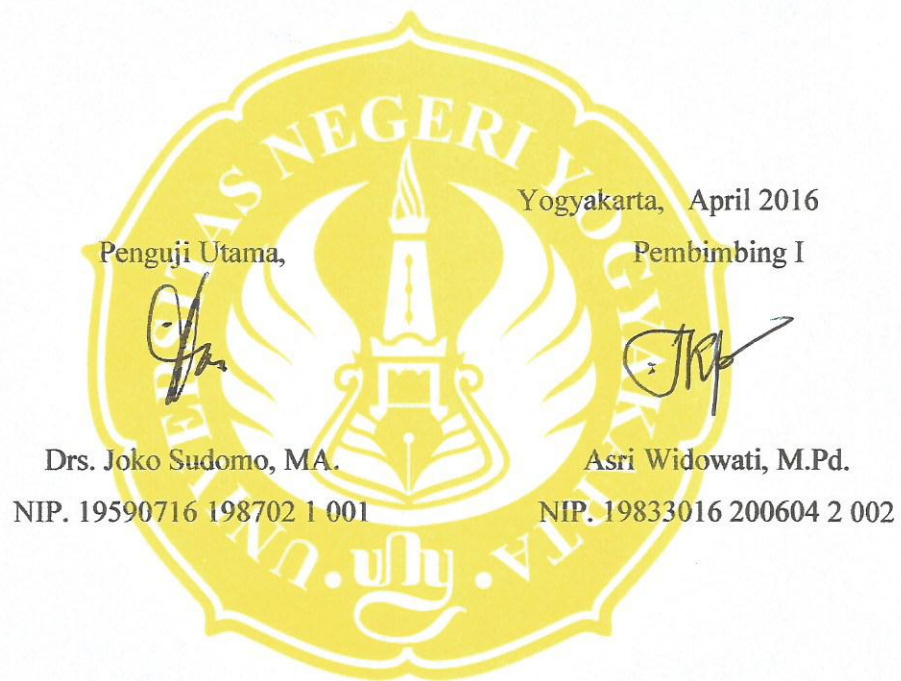 UNIVERSITAS NEGERI YOGYAKARTA
Yogyakarta, April 2016
Penguji Utama,
Pembimbing I
Drs. Joko Sudomo, MA.
Asri Widowati, M.Pd.
NIP. 19590716 198702 1 001
NIP. 19833016 200604 2 002
uny